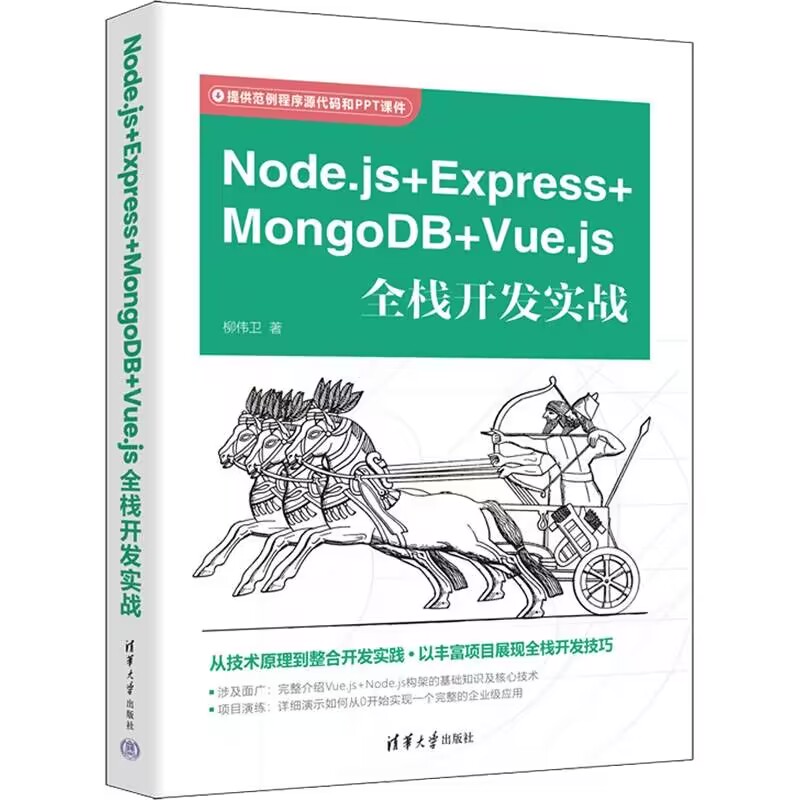 提供范例程序源代码和PPT课件
Node.js+Express+
MongoDB+Vue.js
全栈开发实战
柳伟卫 著
从技术原理到整合开发实践·以丰富项目展现全栈开发技巧
涉及面广：完整介绍Vue.js+Node.js构架的基础知识及核心技术
项目演练：详细演示如何从0开始实现一个完整的企业级应用
清华大学出版社
Node.js+Express+MongoDB+Vue.js 全栈开发实战
清华大学出版社